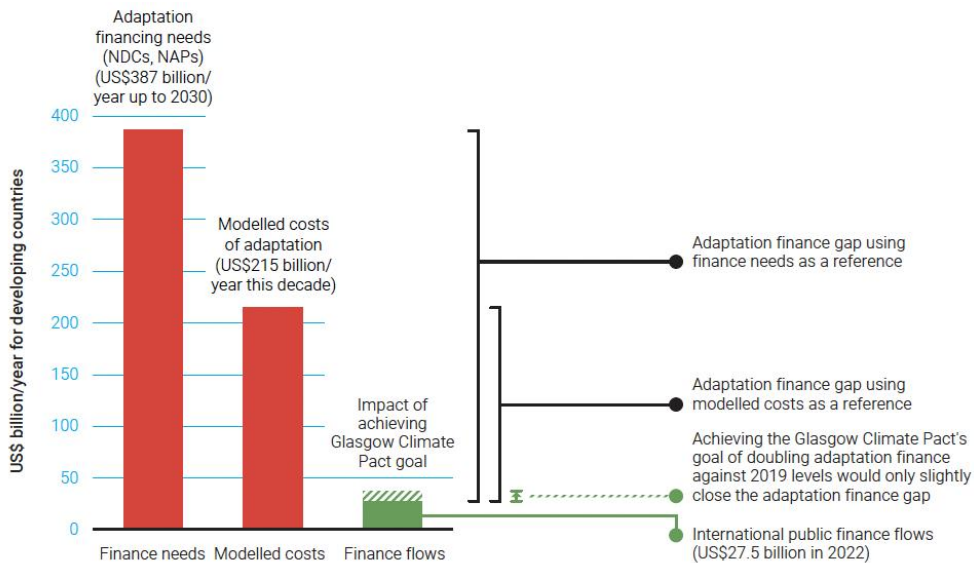 Adaptation
financing needs
(NDCs, NAPs)
(US$387 billion/
year up to 2030)
400
350
300
250
200
150
100
50
0
US$ billion/year for developing countries
Modelled costs
of adaptation
(US$215 billion/
year this decade)
Impact of
achieving
Glasgow Climate
Pact goal
Finance needs
Modelled costs
Finance flows
Adaptation finance gap using
finance needs as a reference
Adaptation finance gap using
modelled costs as a reference
Achieving the Glasgow Climate Pact's
goal of doubling adaptation finance
against 2019 levels would only slightly
close the adaptation finance gap
International public finance flows
(US$27.5 billion in 2022)